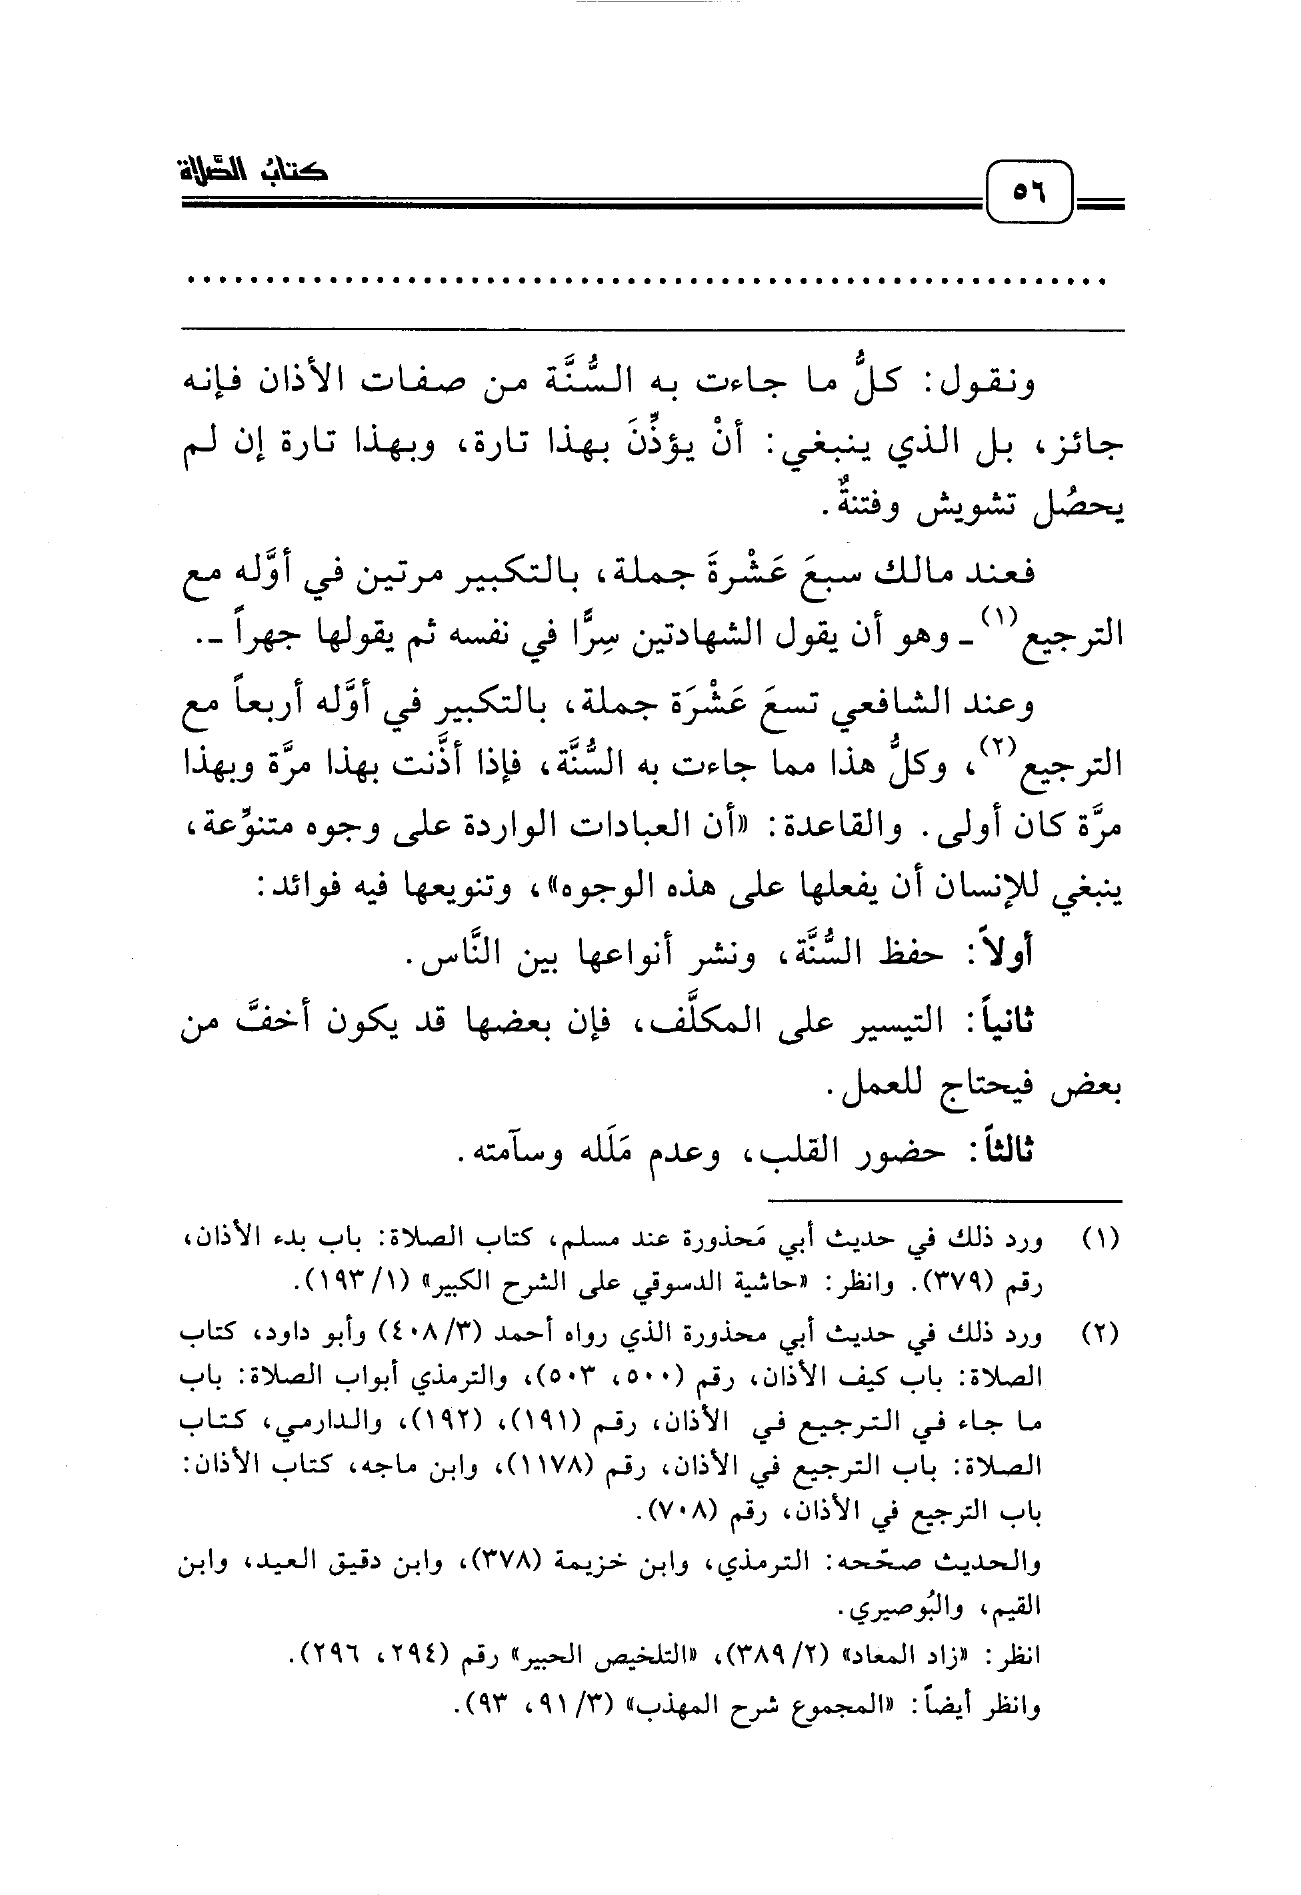 كتابُ الصَّلاة
٥٦
ونقول: كلُّ ما جاءت به السُّنَّة من صفات الأذان فإنه
جائز، بل الذي ينبغي: أنْ يؤذِّنَ بهذا تارة، وبهذا تارة إن لم
يحصُل تشويش وفتنةٌ.
فعند مالك سبعَ عَشْرةَ جملة، بالتكبير مرتين في أوَّله مع
الترجيع(١) ـ وهو أن يقول الشهادتين سِرًّا في نفسه ثم يقولها جهراً ـ.
وعند الشافعي تسعَ عَشْرَة جملة، بالتكبير في أوَّله أربعاً مع
الترجيع(٢)، وكلُّ هذا مما جاءت به السُّنَّة، فإذا أذَّنت بهذا مرَّة وبهذا
مرَّة كان أولى. والقاعدة: «أن العبادات الواردة على وجوه متنوِّعة،
ينبغي للإنسان أن يفعلها على هذه الوجوه»، وتنويعها فيه فوائد:
أولاً: حفظ السُّنَّة، ونشر أنواعها بين النَّاس.
ثانياً: التيسير على المكلَّف، فإن بعضها قد يكون أخفَّ من
بعض فيحتاج للعمل.
ثالثاً: حضور القلب، وعدم مَلَله وسآمته.
(١) ورد ذلك في حديث أبي مَحذورة عند مسلم، كتاب الصلاة: باب بدء الأذان،
رقم (٣٧٩). وانظر: «حاشية الدسوقي على الشرح الكبير» (١/ ١٩٣).
(٢) ورد ذلك في حديث أبي محذورة الذي رواه أحمد (٣/ ٤٠٨) وأبو داود، كتاب
الصلاة: باب كيف الأذان، رقم (٥٠٠، ٥٠٣)، والترمذي أبواب الصلاة: باب
ما جاء في الترجيع في الأذان، رقم (١٩١)، (١٩٢)، والدارمي، كتاب
الصلاة: باب الترجيع في الأذان، رقم (١١٧٨)، وابن ماجه، كتاب الأذان:
باب الترجيع في الأذان، رقم (٧٠٨).
والحديث صحّحه: الترمذي، وابن خزيمة (٣٧٨)، وابن دقيق العيد، وابن
القيم، والبُوصيري.
انظر: «زاد المعاد» (٢/ ٣٨٩)، «التلخيص الحبير» رقم (٢٩٤، ٢٩٦).
وانظر أيضاً: «المجموع شرح المهذب» (٣/ ٩١، ٩٣).